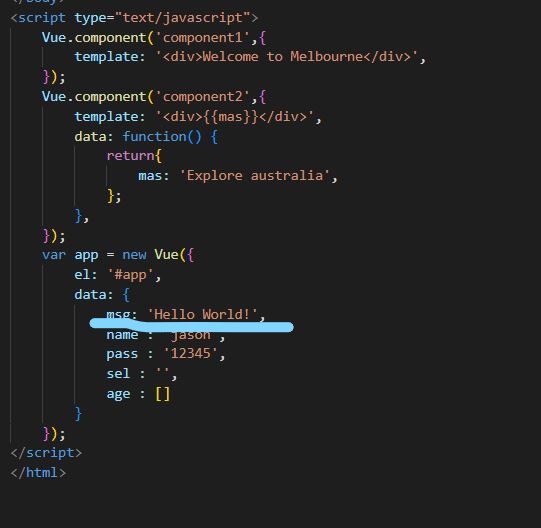 </body>
<script type="text/javascript">
Vue.component('component1',{
template: '<div>Welcome to Melbourne</div>',
});
Vue.component('component2',{
template: '<div>{{mas}}</div>',
data: function() {
return{
mas: 'Explore australia',
};
},
});
var app = new Vue({
el: '#app',
data: {
msg: 'Hello World!',
name : 'jason',
pass : '12345',
sel : '',
age : []
}
});
</script>
</html>